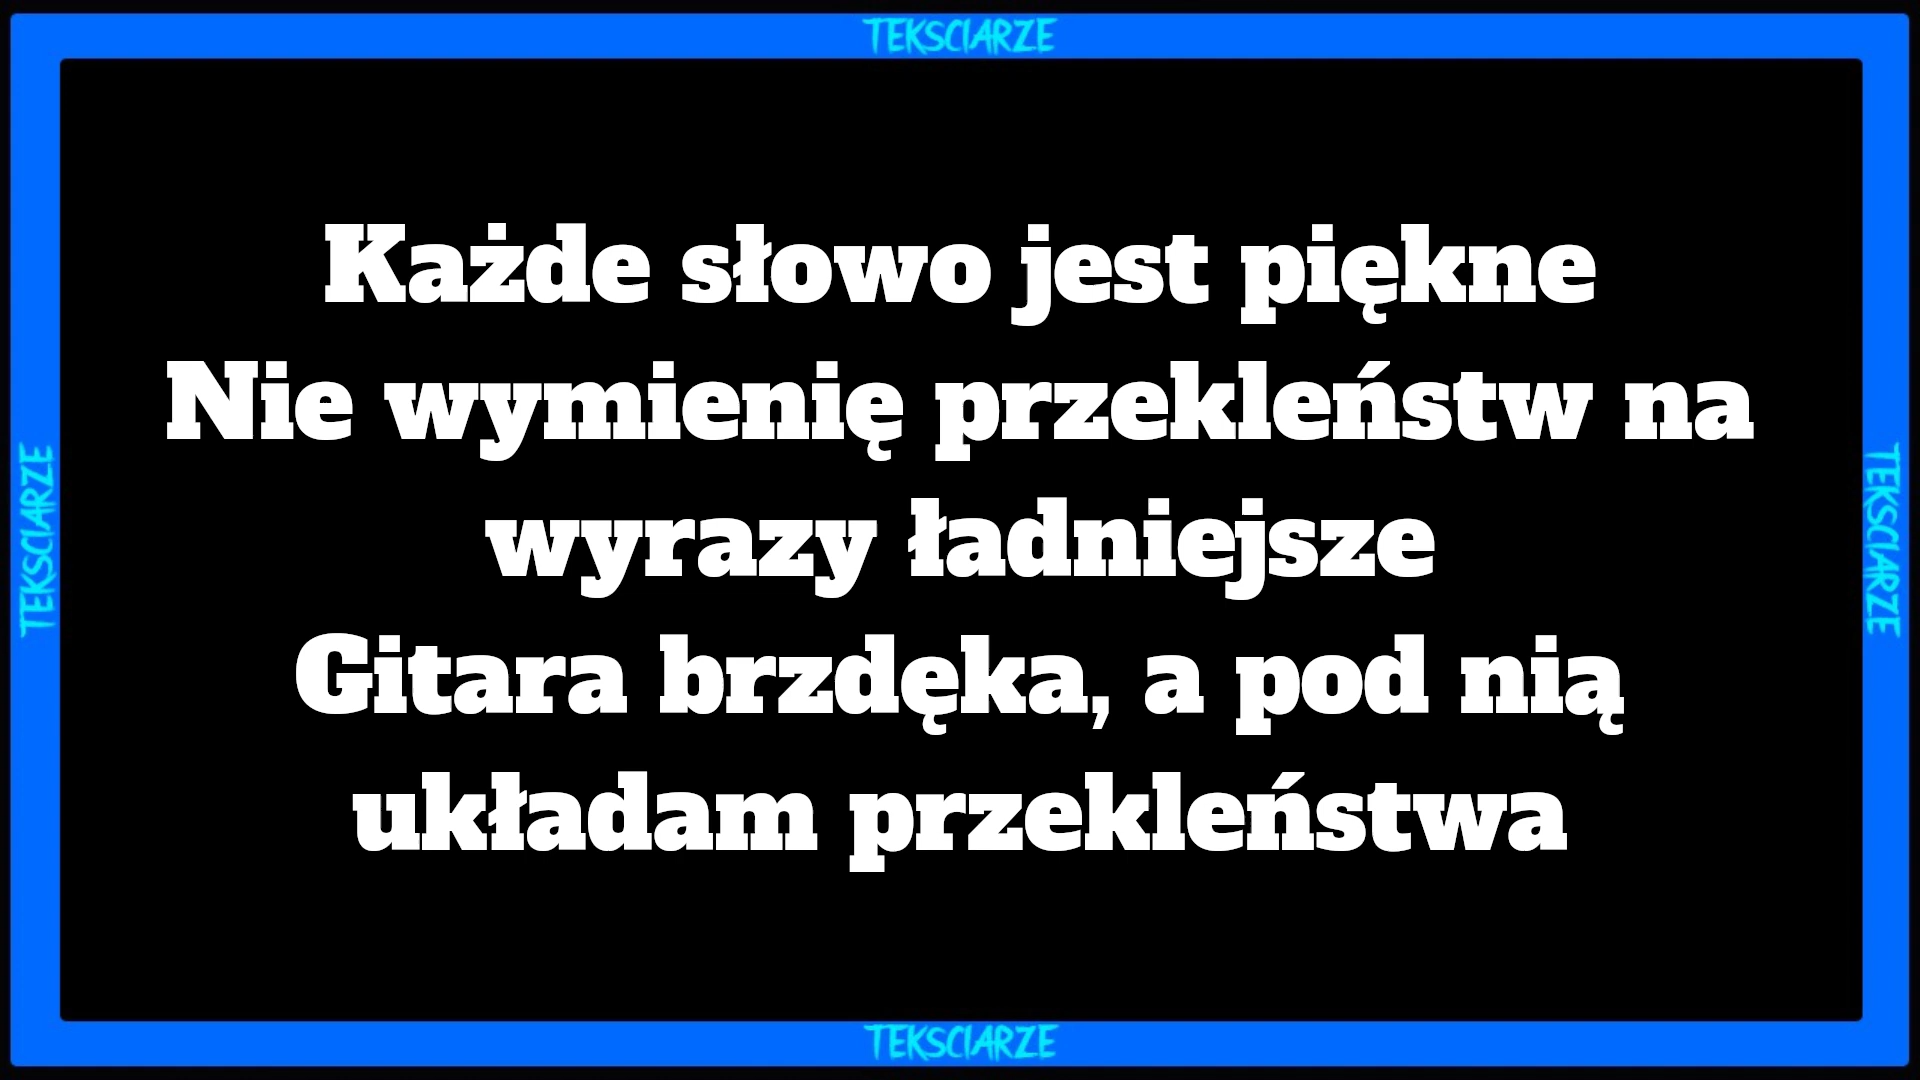 TEKSCIARZE
Każde słowo jest piękne
Nie wymienię przekleństw na
wyrazy ładniejsze
Gitara brzdęka, a pod nią
układam przekleństwa
TEKSCIARZE
TEKSCIARZE
TEKSCIARZE